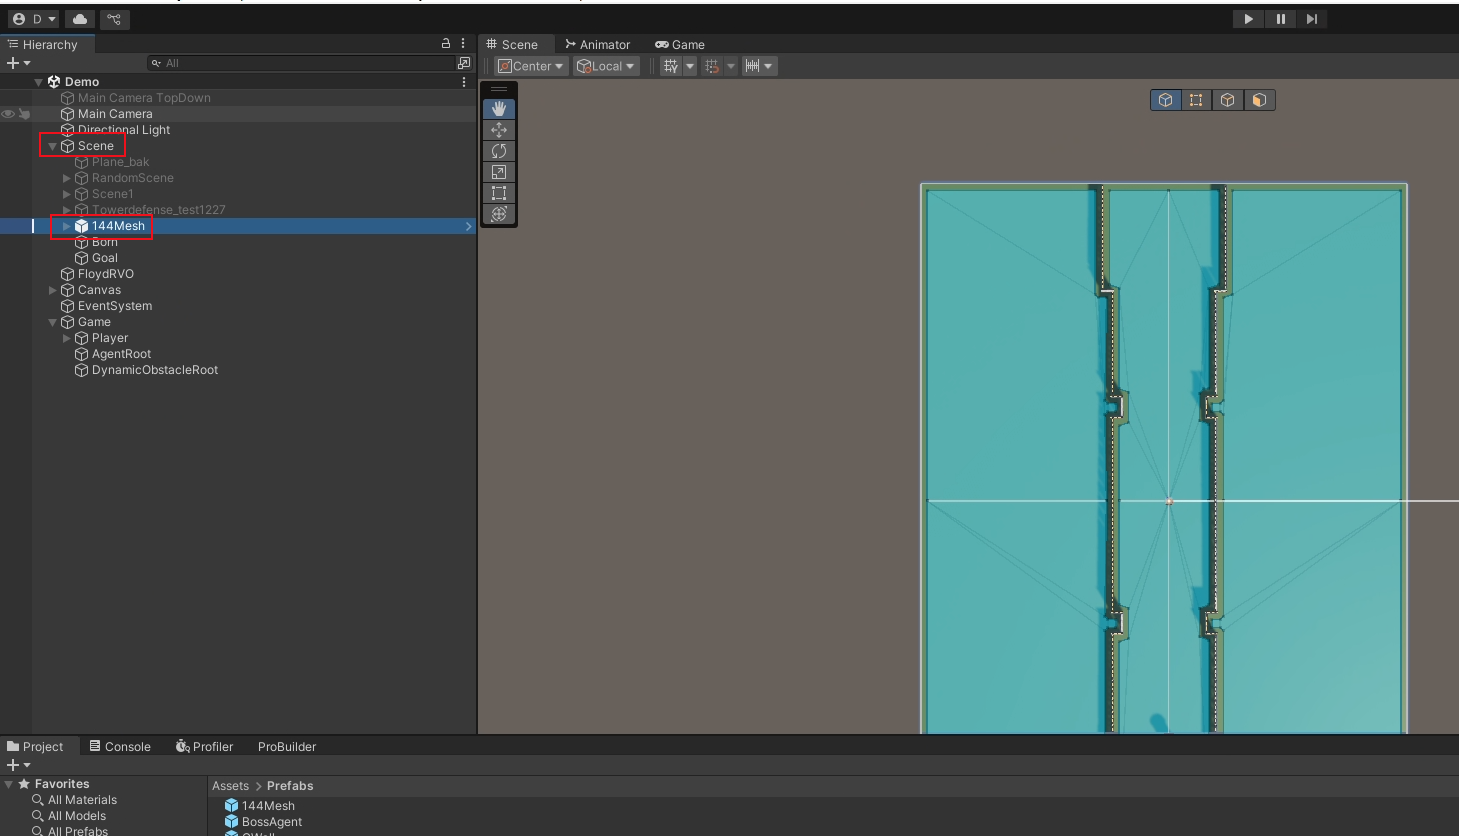 D
Hierarchy
All
Demo
Main Camera TopDown
Main Camera
Directional Light
Scene
Plane_bak
RandomScene
Scene1
Towerdefense_test1227
144Mesh
Born
Goal
FloydRVO
Canvas
EventSystem
Game
Player
AgentRoot
DynamicObstacleRoot
Scene Animator Game
Center Local
Project Console Profiler ProBuilder
Favorites
All Materials
All Models
All Prefabs
Assets > Prefabs
144Mesh
BossAgent